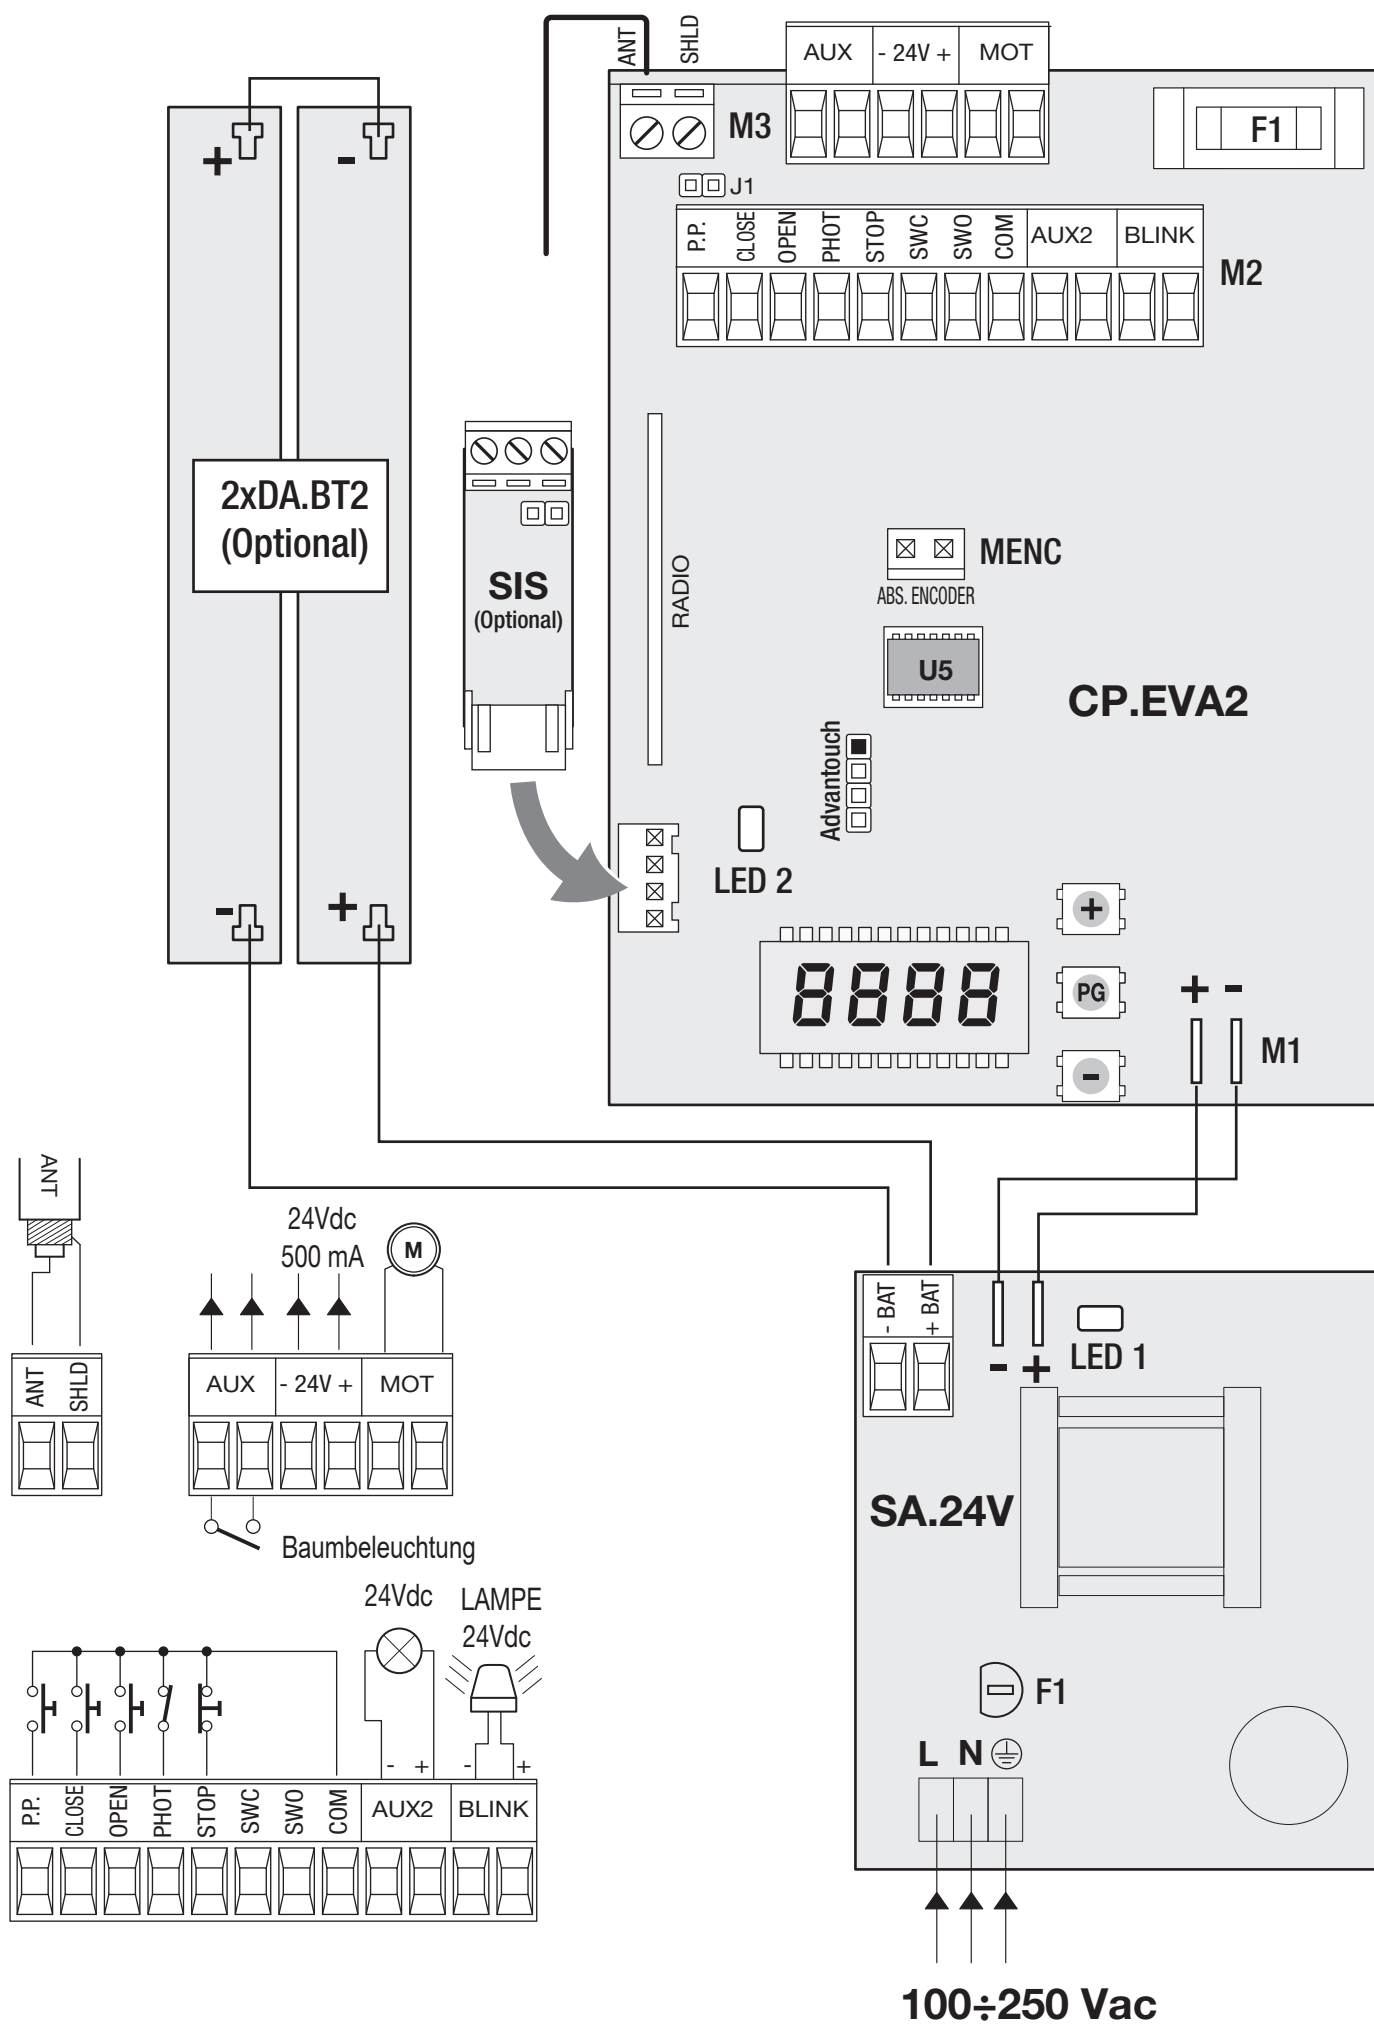 ANT
SHLD
AUX
- 24V +
MOT
M3
F1
J1
P.P.
CLOSE
OPEN
PHOT
STOP
SWC
SWO
COM
AUX2
BLINK
M2
+
-
2xDA.BT2
(Optional)
SIS
(Optional)
RADIO
MENC
ABS. ENCODER
U5
CP.EVA2
Advantouch
LED 2
-
+
8888
+
PG
-
+ -
M1
ANT
24Vdc
500 mA
M
ANT
SHLD
AUX
- 24V +
MOT
Baumbeleuchtung
- BAT
+ BAT
- +
LED 1
SA.24V
24Vdc
LAMPE
24Vdc
- +
- +
P.P.
CLOSE
OPEN
PHOT
STOP
SWC
SWO
COM
AUX2
BLINK
F1
L N
100÷250 Vac